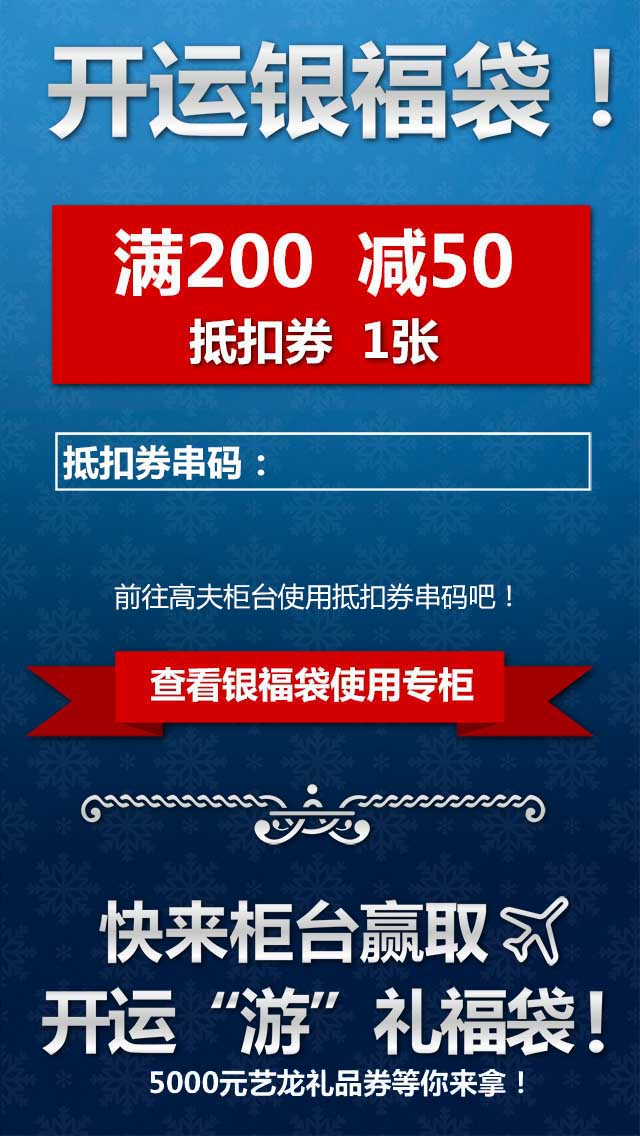 开运银福袋！
满200 减50
抵扣券 1张
抵扣券串码：
前往高夫柜台使用抵扣券串码吧！
查看银福袋使用专柜
快来柜台赢取
开运“游”礼福袋！
5000元艺龙礼品券等你来拿！